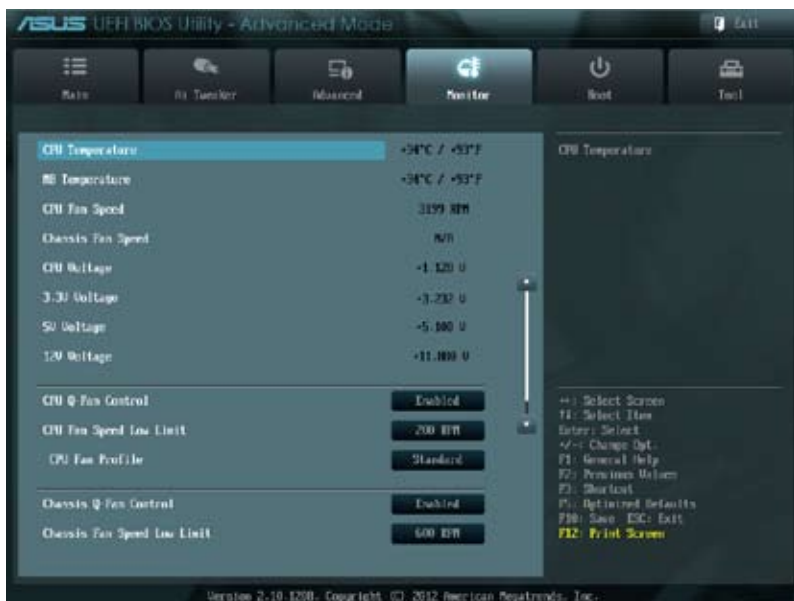 ASUS UEFI BIOS Utility - Advanced Mode
Exit
Main
Ai Tweaker
Advanced
Monitor
Boot
Tool
CPU Temperature +34°C / +93°F
MB Temperature +34°C / +93°F
CPU Fan Speed 3199 RPM
Chassis Fan Speed N/A
CPU Voltage +1.120 V
3.3V Voltage +3.232 V
5V Voltage +5.100 V
12V Voltage
CPU Q-Fan Control Enabled
CPU Fan Speed Low Limit 200 RPM
CPU Fan Profile Standard
Chassis Q-Fan Control Enabled
Chassis Fan Speed Low Limit 600 RPM
CPU Temperature
: Select Screen
: Select Item
Enter: Select
+/-: Change Opt.
F1: General Help
F2: Previous Values
F3: Shortcut
F5: Optimized Defaults
F10: Save ESC: Exit
F12: Print Screen
Version 2.10.1208. Copyright (C) 2012 American Megatrends, Inc.